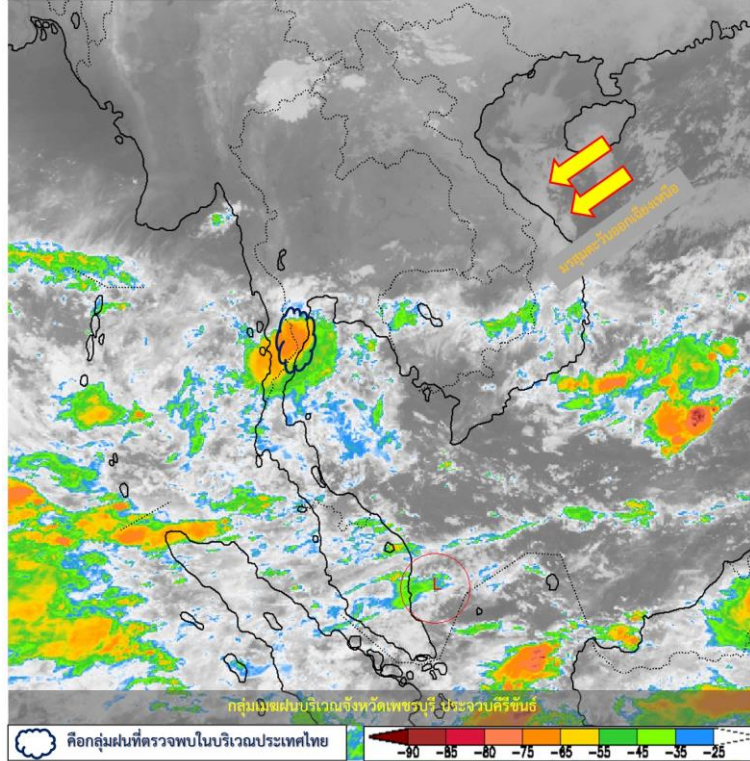 มรสุมตะวันออกเฉียงเหนือ
L
กลุ่มเมฆฝนบริเวณจังหวัดเพชรบุรี ประจวบคีรีขันธ์
คือกลุ่มฝนที่ตรวจพบในบริเวณประเทศไทย
-90 -85 -80 -75 -65 -55 -45 -35 -25